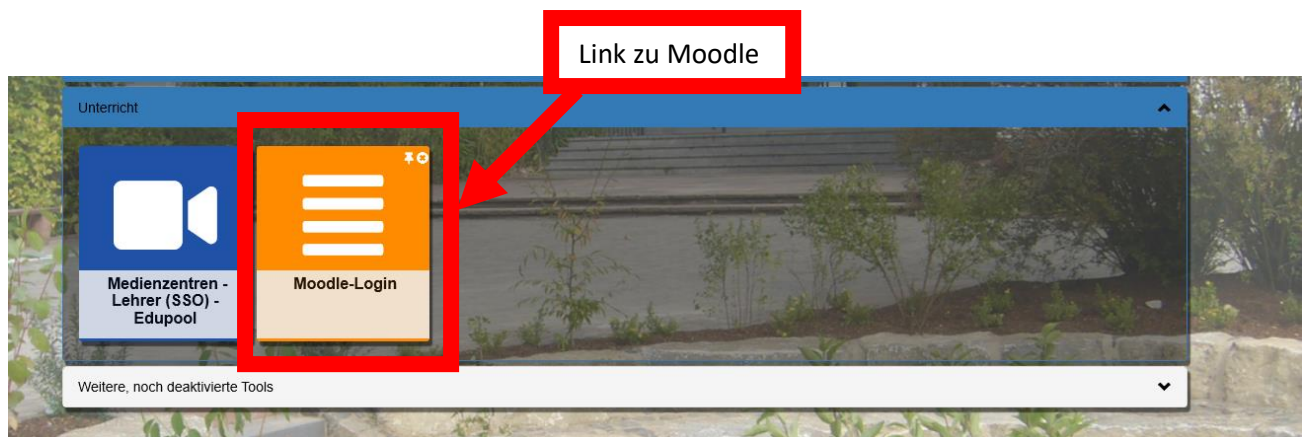 Link zu Moodle
Unterricht
Medienzentren -
Lehrer (SSO) -
Edupool
Moodle-Login
Weitere, noch deaktivierte Tools